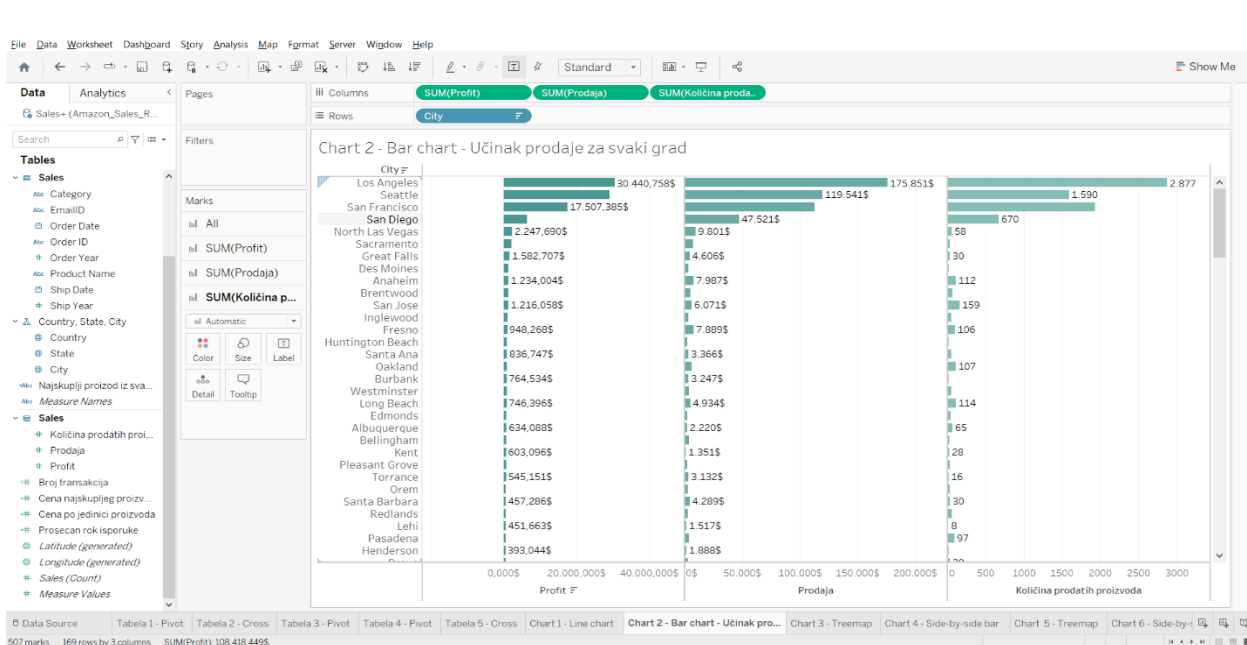 File Data Worksheet Dashboard Story Analysis Map Format Server Window Help
Standard
Show Me
Data Analytics
Sales+ (Amazon_Sales_R...
Search
Tables
Sales
Abc Category
Abc EmailID
Order Date
Abc Order ID
# Order Year
Abc Product Name
Ship Date
# Ship Year
Country, State, City
Country
State
City
Najskuplji proizod iz sva...
Abc Measure Names
Sales
# Količina prodatih proi...
# Prodaja
# Profit
Broj transakcija
Cena najskupljeg proizv...
Cena po jedinici proizvoda
Prosecan rok isporuke
Latitude (generated)
Longitude (generated)
# Sales (Count)
# Measure Values
Pages
Filters
Marks
All
SUM(Profit)
SUM(Prodaja)
SUM(Količina p...
Automatic
Color Size Label
Detail Tooltip
Columns SUM(Profit) SUM(Prodaja) SUM(Količina proda..
Rows City
Chart 2 - Bar chart - Učinak prodaje za svaki grad
City
Los Angeles 30.440,758$ 175.851$ 2.877
Seattle 119.541$ 1.590
San Francisco 17.507,385$
San Diego 47.521$ 670
North Las Vegas 2.247,690$ 9.801$ 58
Sacramento
Great Falls 1.582,707$ 4.606$ 30
Des Moines
Anaheim 1.234,004$ 7.987$ 112
Brentwood
San Jose 1.216,058$ 6.071$ 159
Inglewood
Fresno 948,268$ 7.889$ 106
Huntington Beach
Santa Ana 836,747$ 3.366$
Oakland 107
Burbank 764,534$ 3.247$
Westminster
Long Beach 746,396$ 4.934$ 114
Edmonds
Albuquerque 634,088$ 2.220$ 65
Bellingham
Kent 603,096$ 1.351$ 28
Pleasant Grove
Torrance 545,151$ 3.132$ 16
Orem
Santa Barbara 457,286$ 4.289$ 30
Redlands
Lehi 451,663$ 1.517$ 8
Pasadena 97
Henderson 393,044$ 1.888$
0,000$ 20.000,000$ 40.000,000$ 0$ 50.000$ 100.000$ 150.000$ 200.000$ 0 500 1000 1500 2000 2500 3000
Profit Prodaja Količina prodatih proizvoda
Data Source Tabela 1 - Pivot Tabela 2 - Cross Tabela 3 - Pivot Tabela 4 - Pivot Tabela 5 - Cross Chart 1 - Line chart Chart 2 - Bar chart - Učinak pro... Chart 3 - Treemap Chart 4 - Side-by-side bar Chart 5 - Treemap Chart 6 - Side-by-s
507 marks 169 rows by 3 columns SUM(Profit): 108.418,449$